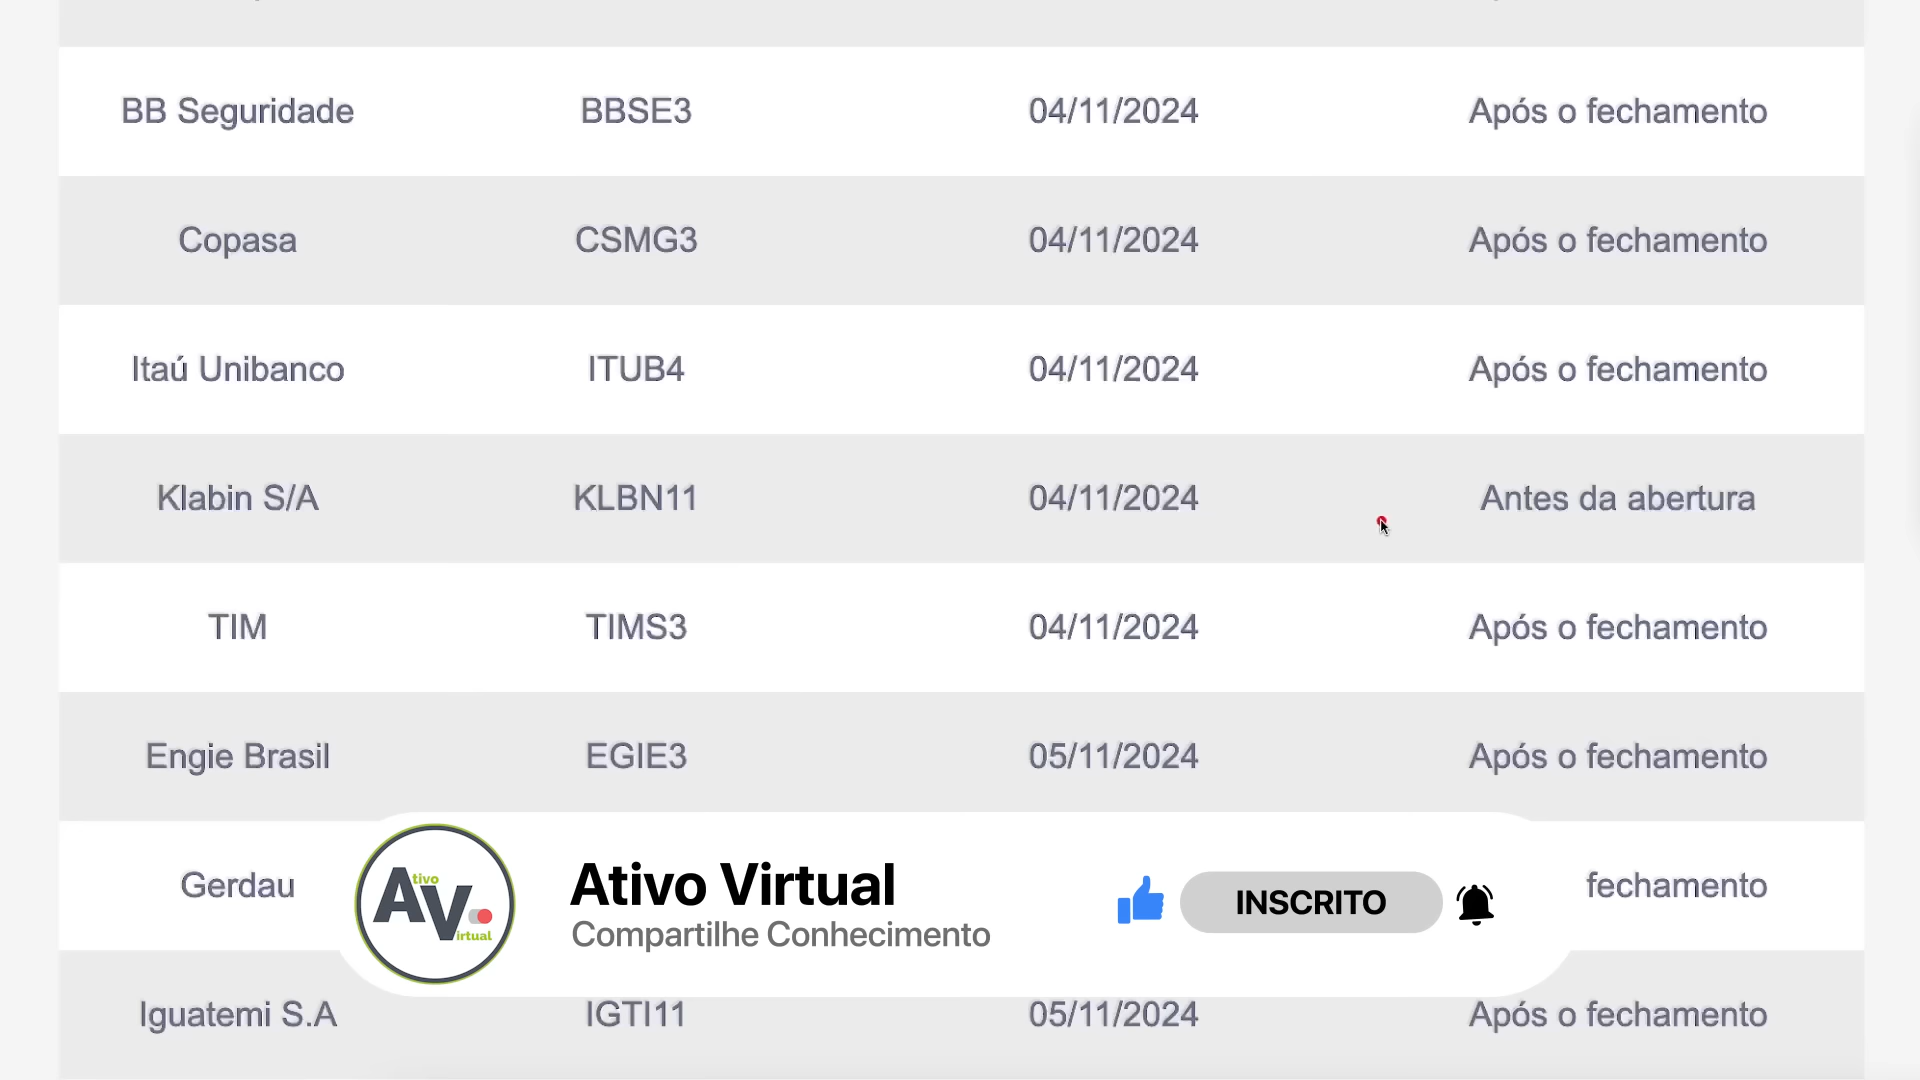 BB Seguridade BBSE3 04/11/2024 Após o fechamento
Copasa CSMG3 04/11/2024 Após o fechamento
Itaú Unibanco ITUB4 04/11/2024 Após o fechamento
Klabin S/A KLBN11 04/11/2024 Antes da abertura
TIM TIMS3 04/11/2024 Após o fechamento
Engie Brasil EGIE3 05/11/2024 Após o fechamento
Gerdau fechamento
Ativo Virtual
Ativo Virtual INSCRITO
Compartilhe Conhecimento
Iguatemi S.A IGTI11 05/11/2024 Após o fechamento